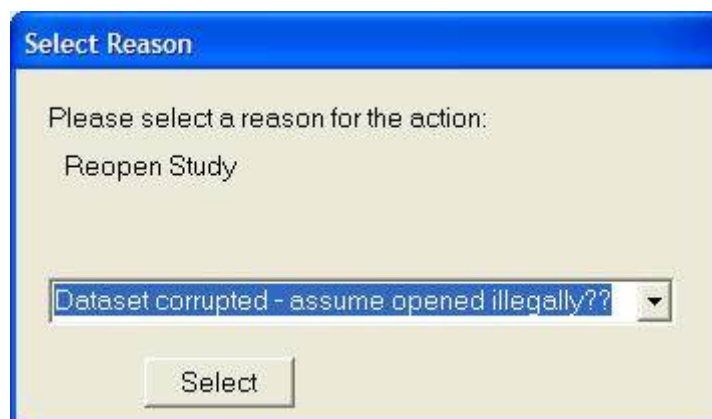 Select Reason
Please select a reason for the action:
Reopen Study
Dataset corrupted - assume opened illegally??
Select